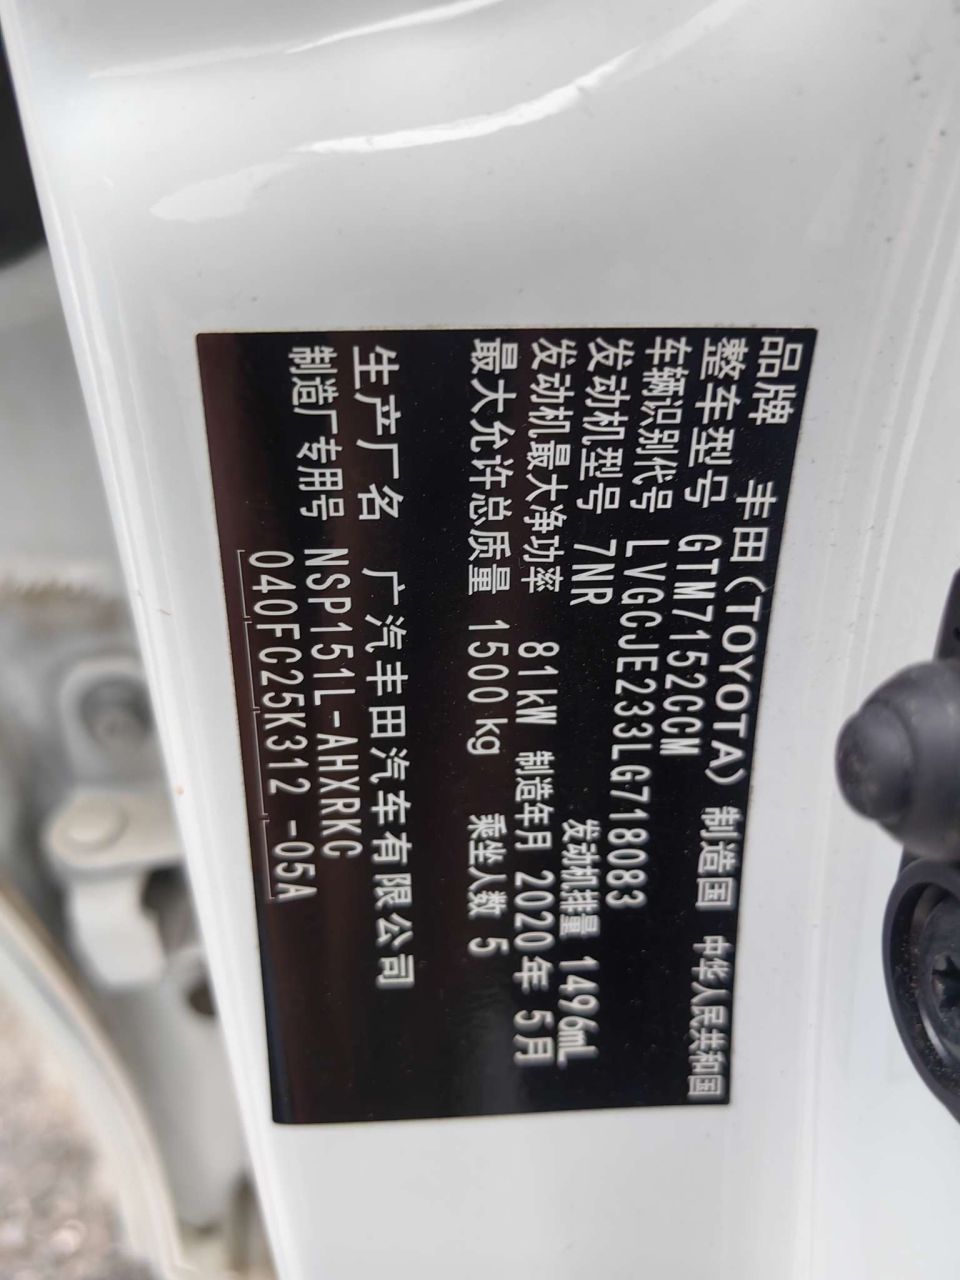 品牌 丰田(TOYOTA) 制造国 中华人民共和国
整车型号 GTM7152GCM
车辆识别代号 LVGCJE233LG718083
发动机型号 7NR 发动机排量 1496mL
发动机最大净功率 81kW 制造年月 2020年 5月
最大允许总质量 1500kg 乘坐人数 5
生产厂名 广汽丰田汽车有限公司
制造厂专用号 NSP151L-AHXRKC
040FC25K312 -05A